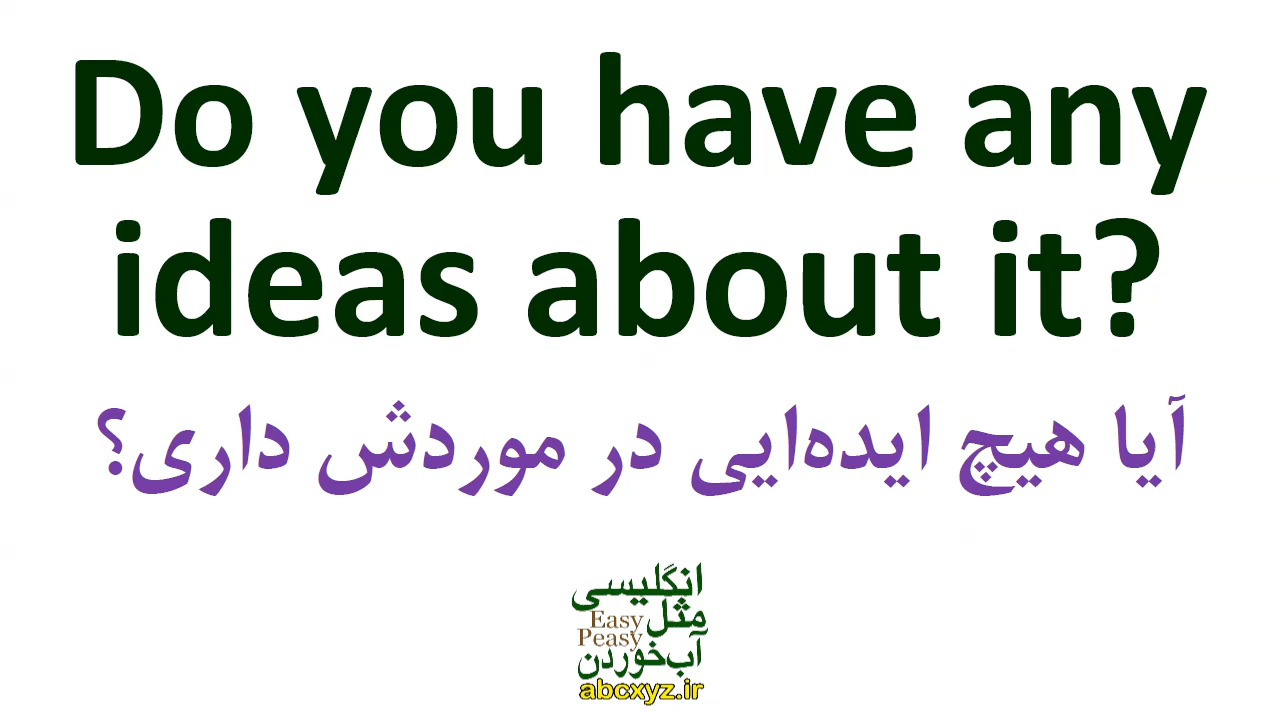 Do you have any
ideas about it?
آیا هیچ ایده‌ایی در موردش داری؟
انگلیسی
مثل Easy
Peasy
آب‌خوردن
abcxyz.ir